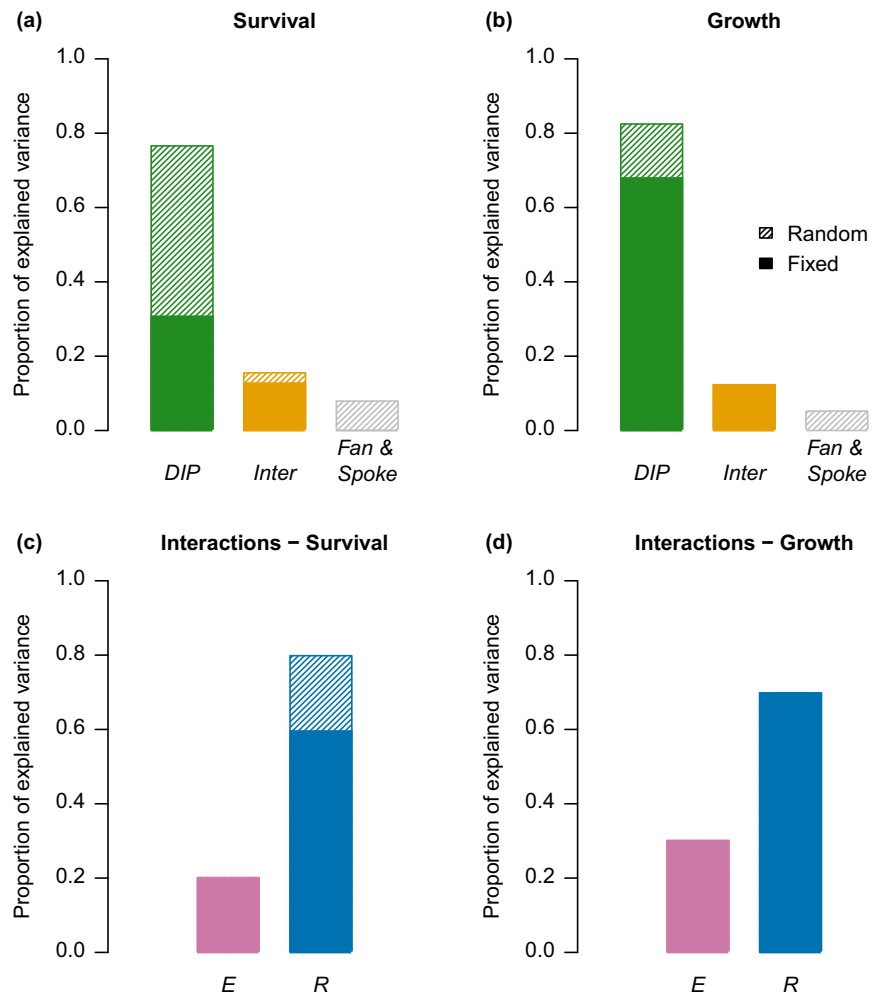 (a) Survival
Proportion of explained variance
1.0
0.8
0.6
0.4
0.2
0.0
DIP
Inter
Fan &
Spoke
(b) Growth
Proportion of explained variance
1.0
0.8
0.6
0.4
0.2
0.0
Random
Fixed
DIP
Inter
Fan &
Spoke
(c) Interactions − Survival
Proportion of explained variance
1.0
0.8
0.6
0.4
0.2
0.0
E
R
(d) Interactions − Growth
Proportion of explained variance
1.0
0.8
0.6
0.4
0.2
0.0
E
R